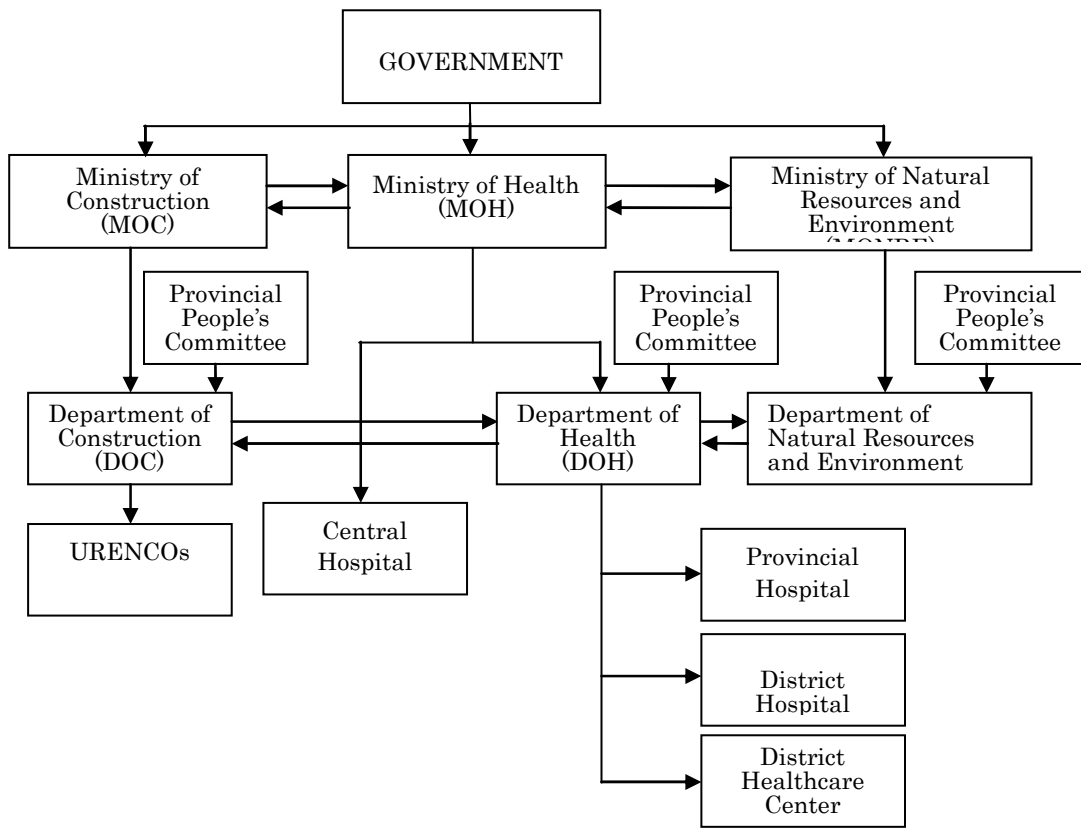 GOVERNMENT
Ministry of
Construction
(MOC)
Ministry of Health
(MOH)
Ministry of Natural
Resources and
Environment
(MONRE)
Provincial
People's
Committee
Provincial
People's
Committee
Provincial
People's
Committee
Department of
Construction
(DOC)
Department of
Health
(DOH)
Department of
Natural Resources
and Environment
URENCOs
Central
Hospital
Provincial
Hospital
District
Hospital
District
Healthcare
Center